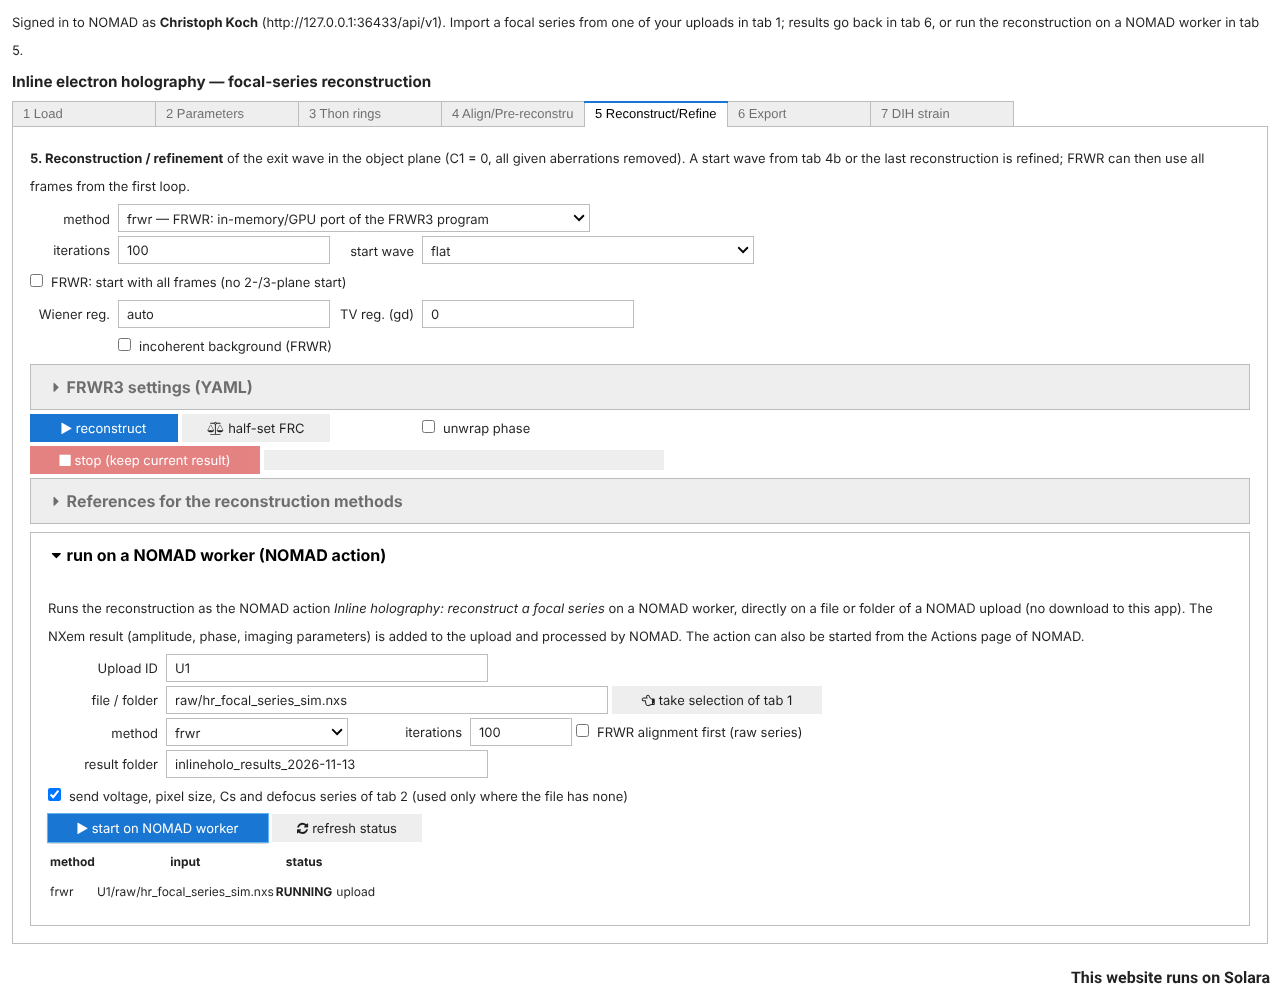 Signed in to NOMAD as Christoph Koch (http://127.0.0.1:36433/api/v1). Import a focal series from one of your uploads in tab 1; results go back in tab 6, or run the reconstruction on a NOMAD worker in tab
5.
Inline electron holography — focal-series reconstruction
1 Load
2 Parameters
3 Thon rings
4 Align/Pre-reconstru
5 Reconstruct/Refine
6 Export
7 DIH strain
5. Reconstruction / refinement of the exit wave in the object plane (C1 = 0, all given aberrations removed). A start wave from tab 4b or the last reconstruction is refined; FRWR can then use all
frames from the first loop.
method frwr — FRWR: in-memory/GPU port of the FRWR3 program
iterations 100 start wave flat
FRWR: start with all frames (no 2-/3-plane start)
Wiener reg. auto TV reg. (gd) 0
incoherent background (FRWR)
FRWR3 settings (YAML)
reconstruct half-set FRC unwrap phase
stop (keep current result)
References for the reconstruction methods
run on a NOMAD worker (NOMAD action)
Runs the reconstruction as the NOMAD action Inline holography: reconstruct a focal series on a NOMAD worker, directly on a file or folder of a NOMAD upload (no download to this app). The
NXem result (amplitude, phase, imaging parameters) is added to the upload and processed by NOMAD. The action can also be started from the Actions page of NOMAD.
Upload ID U1
file / folder raw/hr_focal_series_sim.nxs take selection of tab 1
method frwr iterations 100 FRWR alignment first (raw series)
result folder inlineholo_results_2026-11-13
send voltage, pixel size, Cs and defocus series of tab 2 (used only where the file has none)
start on NOMAD worker refresh status
method input status
frwr U1/raw/hr_focal_series_sim.nxs RUNNING upload
This website runs on Solara